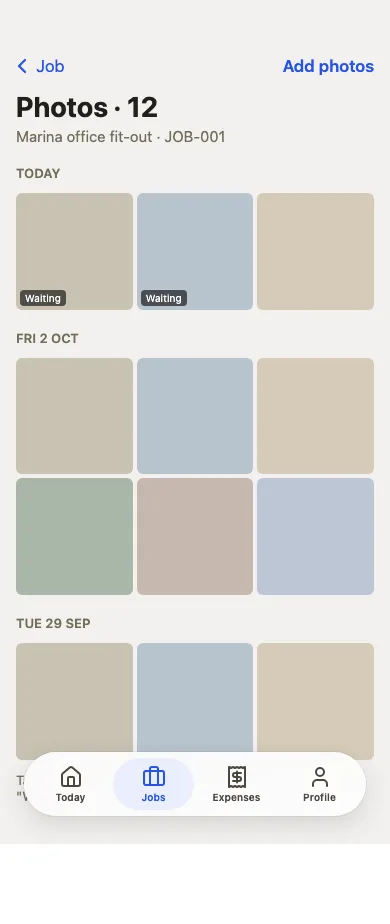 Job
Add photos
Photos · 12
Marina office fit-out · JOB-001
TODAY
Waiting
Waiting
FRI 2 OCT
TUE 29 SEP
Today
Jobs
Expenses
Profile